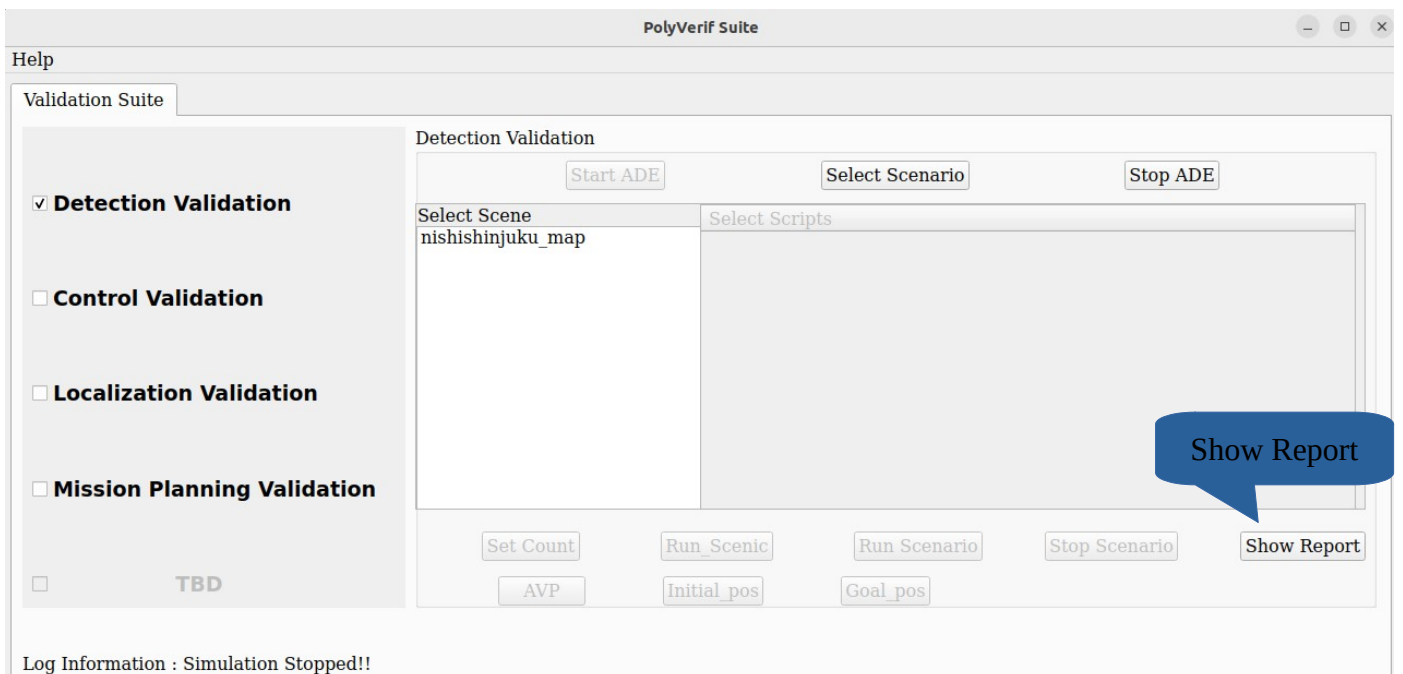 PolyVerif Suite
Help
Validation Suite
Detection Validation
Start ADE Select Scenario Stop ADE
Detection Validation
Select Scene Select Scripts
nishishinjuku_map
Control Validation
Localization Validation
Show Report
Mission Planning Validation
Set Count Run_Scenic Run Scenario Stop Scenario Show Report
TBD AVP Initial_pos Goal_pos
Log Information : Simulation Stopped!!